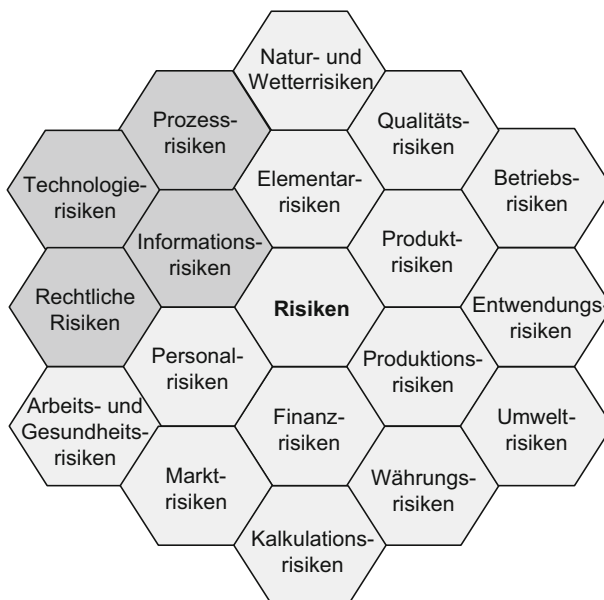 Natur- und
Wetterrisiken
Prozess-
risiken
Qualitäts-
risiken
Technologie-
risiken
Elementar-
risiken
Betriebs-
risiken
Informations-
risiken
Produkt-
risiken
Rechtliche
Risiken
Risiken
Entwendungs-
risiken
Personal-
risiken
Produktions-
risiken
Arbeits- und
Gesundheits-
risiken
Finanz-
risiken
Umwelt-
risiken
Markt-
risiken
Währungs-
risiken
Kalkulations-
risiken